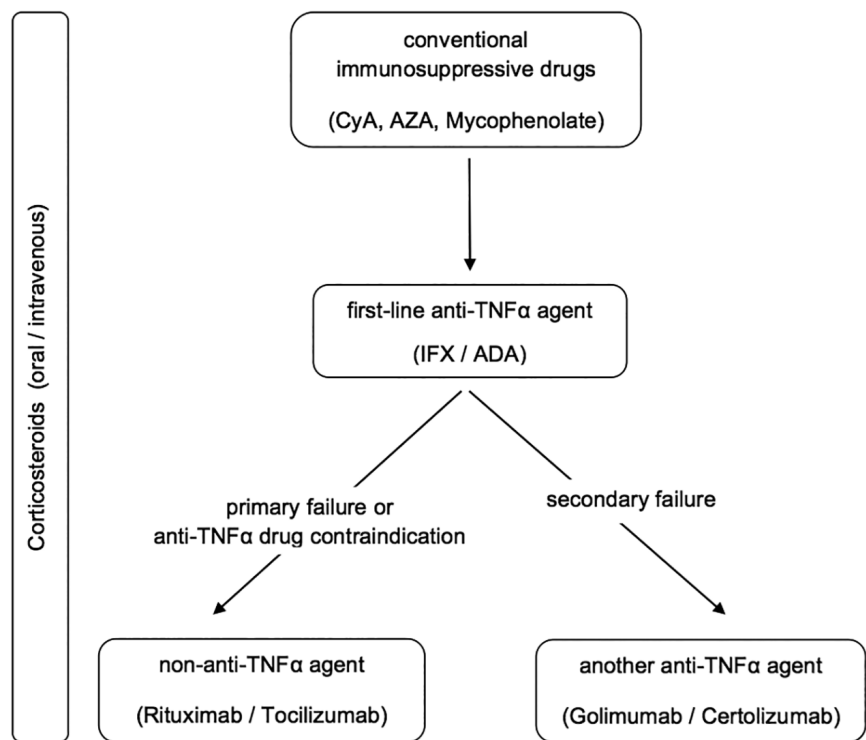 Corticosteroids (oral / intravenous)
conventional
immunosuppressive drugs
(CyA, AZA, Mycophenolate)
first-line anti-TNFα agent
(IFX / ADA)
primary failure or
anti-TNFα drug contraindication
secondary failure
non-anti-TNFα agent
(Rituximab / Tocilizumab)
another anti-TNFα agent
(Golimumab / Certolizumab)